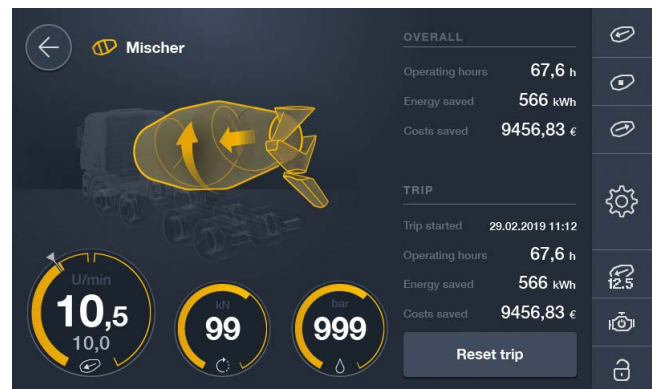 Mischer
U/min
10,5
10,0
kN
99
bar
999
OVERALL
Operating hours 67,6 h
Energy saved 566 kWh
Costs saved 9456,83 €
TRIP
Trip started 29.02.2019 11:12
Operating hours 67,6 h
Energy saved 566 kWh
Costs saved 9456,83 €
Reset trip
12.5